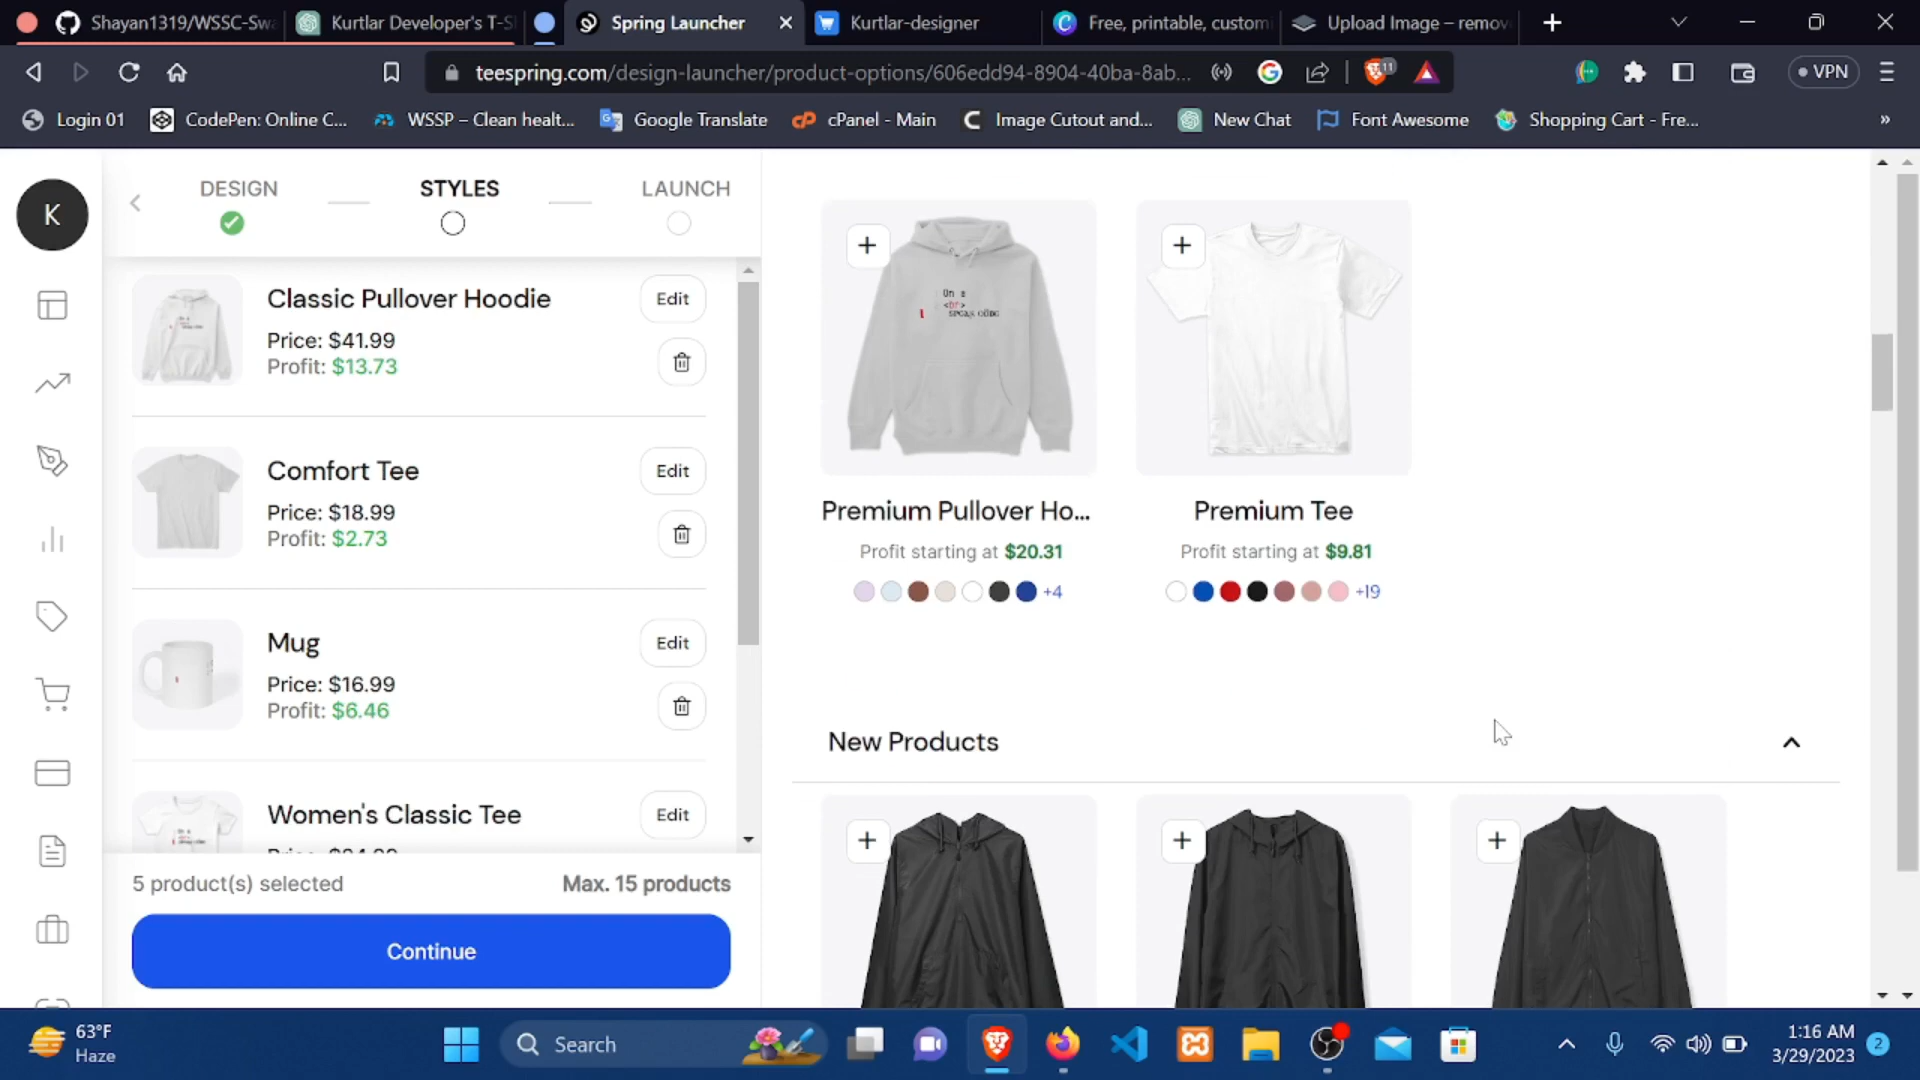 Shayan1319/WSSC-Swa
Kurtlar Developer's T-S
Spring Launcher
Kurtlar-designer
Free, printable, custom
Upload Image – remov
teespring.com/design-launcher/product-options/606edd94-8904-40ba-8ab...
11
VPN
Login 01
CodePen: Online C...
WSSP – Clean healt...
Google Translate
cPanel - Main
Image Cutout and...
New Chat
Font Awesome
Shopping Cart - Fre...
»
K
DESIGN
STYLES
LAUNCH
Classic Pullover Hoodie
Edit
Price: $41.99
Profit: $13.73
Comfort Tee
Edit
Price: $18.99
Profit: $2.73
Mug
Edit
Price: $16.99
Profit: $6.46
Women's Classic Tee
Edit
5 product(s) selected
Max. 15 products
Continue
On a
Premium Pullover Ho...
Profit starting at $20.31
+4
Premium Tee
Profit starting at $9.81
+19
New Products
63°F
Haze
Search
1:16 AM
3/29/2023
2